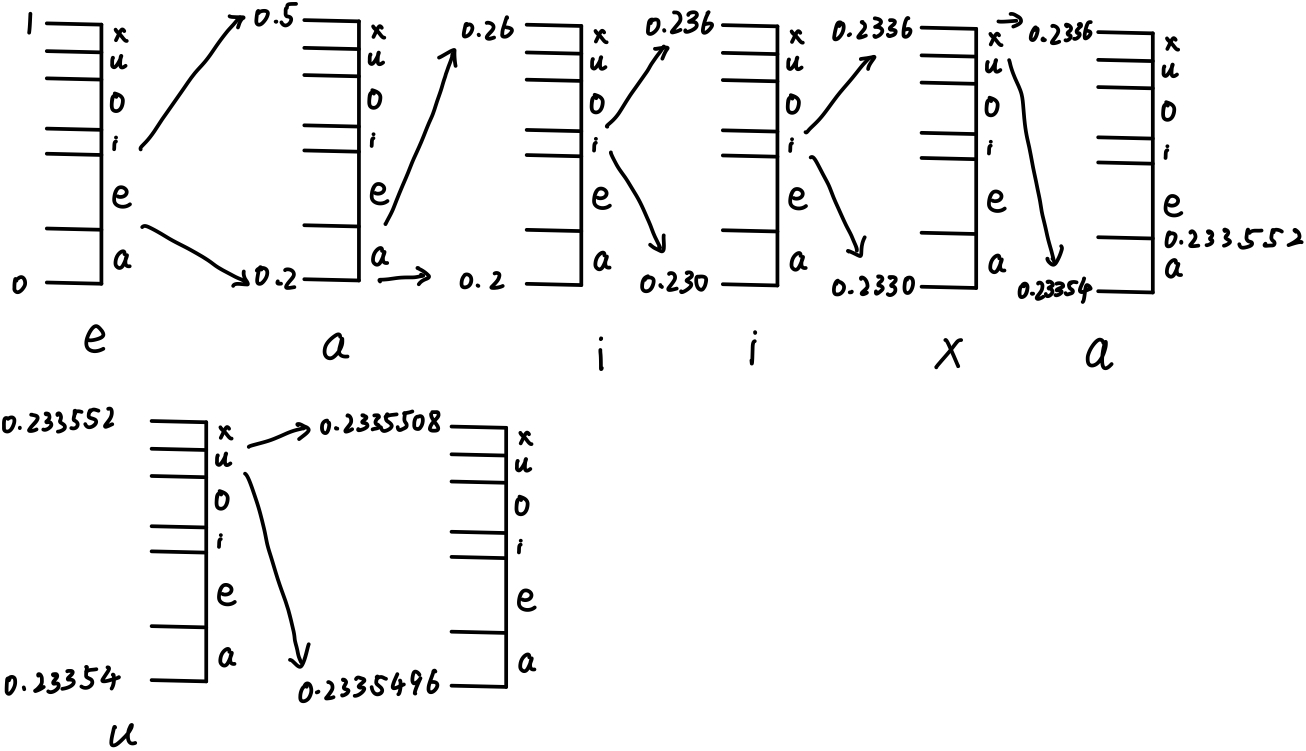 1 0.5 0.26 0.236 0.2336 0.2336
x x x x x x
u u u u u u
o o o o o o
i i i i i i
e e e e e e
0.233552
a a a a a a
0 0.2 0.2 0.230 0.2330 0.23354
e a i i x a
0.233552 0.2335508
x x
u u
o o
i i
e e
a a
0.23354 0.2335496
u